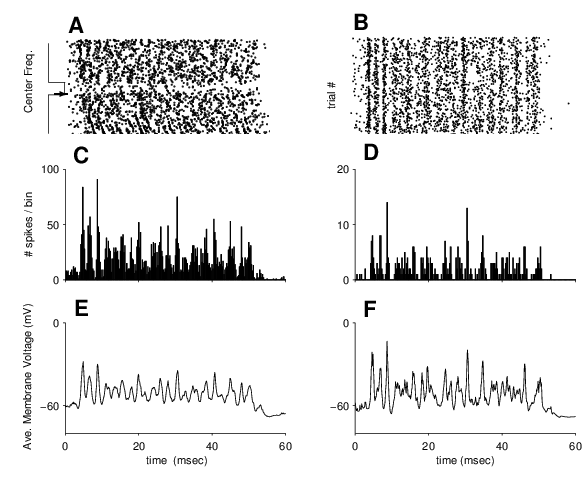 A
B
Center Freq.
trial #
C
D
100
50
0
# spikes / bin
20
10
0
E
F
0
−60
Ave. Membrane Voltage (mV)
0
−60
0
20
40
60
0
20
40
60
time (msec)
time (msec)